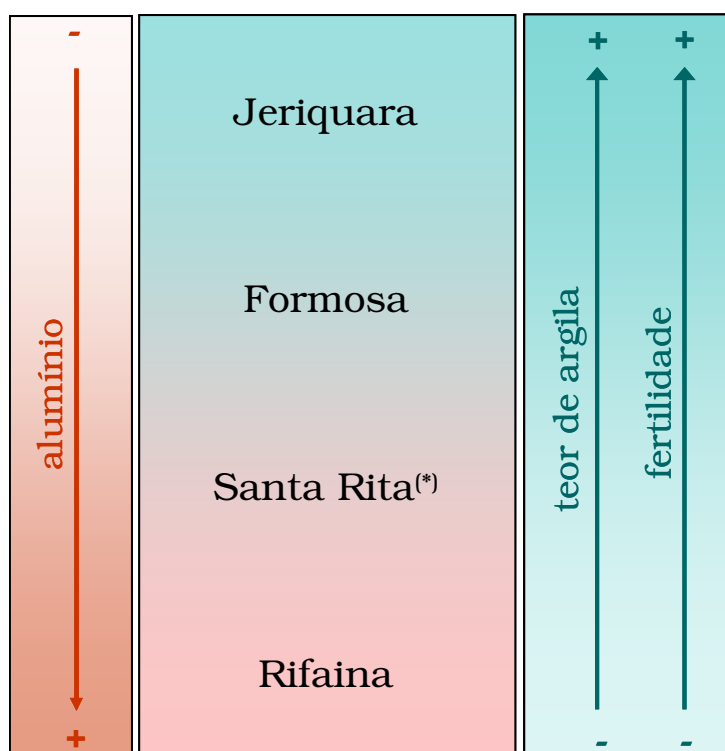 -
+
+
Jeriquara
Formosa
alumínio
teor de argila
fertilidade
Santa Rita(*)
Rifaina
+
-
-